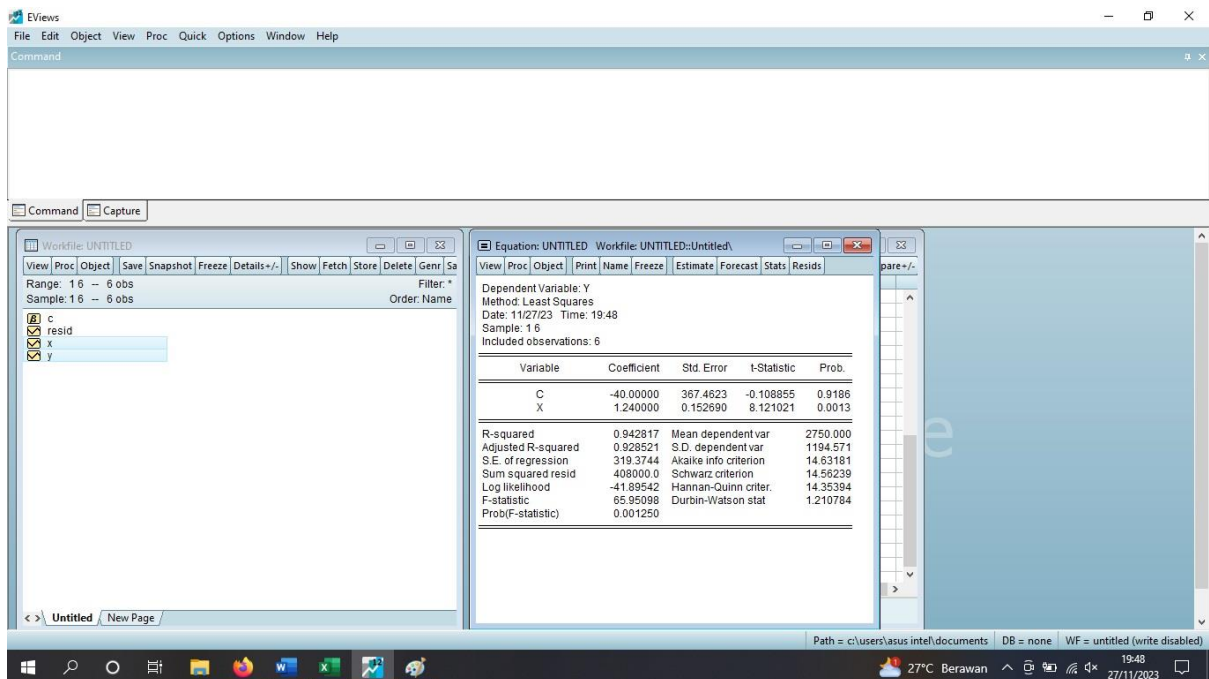 EViews
File Edit Object View Proc Quick Options Window Help
Command
Command Capture
Workfile: UNTITLED
View Proc Object Save Snapshot Freeze Details+/- Show Fetch Store Delete Genr Sa
Range: 1 6 -- 6 obs Filter: *
Sample: 1 6 -- 6 obs Order: Name
c
resid
x
y
Untitled New Page
Equation: UNTITLED Workfile: UNTITLED::Untitled\
View Proc Object Print Name Freeze Estimate Forecast Stats Resids
pare+/-
Dependent Variable: Y
Method: Least Squares
Date: 11/27/23 Time: 19:48
Sample: 1 6
Included observations: 6
Variable Coefficient Std. Error t-Statistic Prob.
C -40.00000 367.4623 -0.108855 0.9186
X 1.240000 0.152690 8.121021 0.0013
R-squared 0.942817 Mean dependent var 2750.000
Adjusted R-squared 0.928521 S.D. dependent var 1194.571
S.E. of regression 319.3744 Akaike info criterion 14.63181
Sum squared resid 408000.0 Schwarz criterion 14.56239
Log likelihood -41.89542 Hannan-Quinn criter. 14.35394
F-statistic 65.95098 Durbin-Watson stat 1.210784
Prob(F-statistic) 0.001250
Path = c:\users\asus intel\documents DB = none WF = untitled (write disabled)
27°C Berawan
19:48
27/11/2023